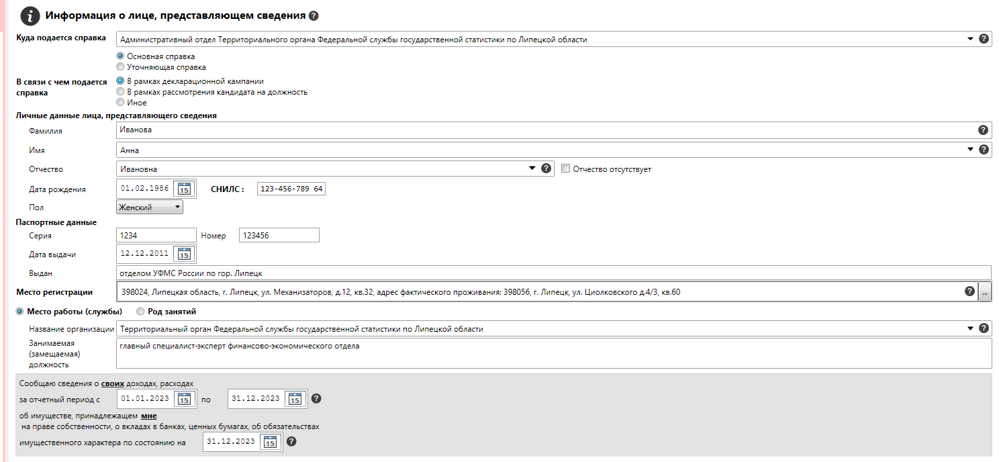 Информация о лице, представляющем сведения ?
Куда подается справка Административный отдел Территориального органа Федеральной службы государственной статистики по Липецкой области ?
Основная справка
Уточняющая справка
В связи с чем подается справка
В рамках декларационной кампании
В рамках рассмотрения кандидата на должность
Иное
Личные данные лица, представляющего сведения
Фамилия Иванова ?
Имя Анна ?
Отчество Ивановна ? Отчество отсутствует
Дата рождения 01.02.1986 15 СНИЛС : 123-456-789 64
Пол Женский
Паспортные данные
Серия 1234 Номер 123456
Дата выдачи 12.12.2011 15
Выдан отделом УФМС России по гор. Липецк
Место регистрации 398024, Липецкая область, г. Липецк, ул. Механизаторов, д.12, кв.32, адрес фактического проживания: 398056, г. Липецк, ул. Циолковского д.4/3, кв.60 ? ...
Место работы (службы) Род занятий
Название организации Территориальный орган Федеральной службы государственной статистики по Липецкой области ?
Занимаемая (замещаемая) должность
главный специалист-эксперт финансово-экономического отдела
Сообщаю сведения о своих доходах, расходах
за отчетный период с 01.01.2023 15 по 31.12.2023 15 ?
об имуществе, принадлежащем мне
на праве собственности, о вкладах в банках, ценных бумагах, об обязательствах
имущественного характера по состоянию на 31.12.2023 15 ?